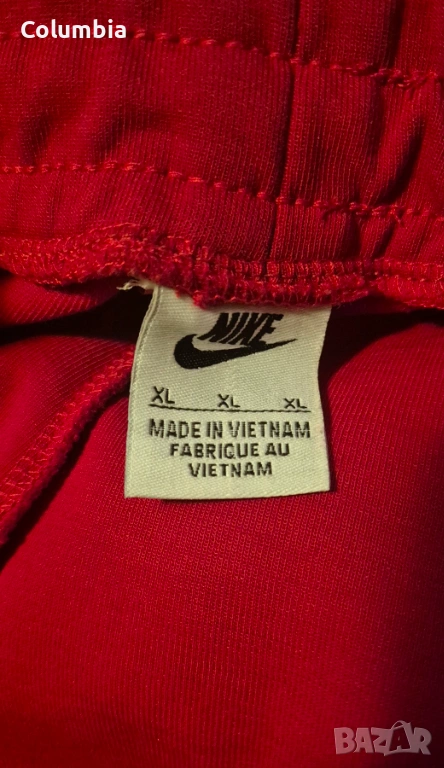 Columbia
NIKE
XL XL XL
MADE IN VIETNAM
FABRIQUE AU
VIETNAM
BAZAR